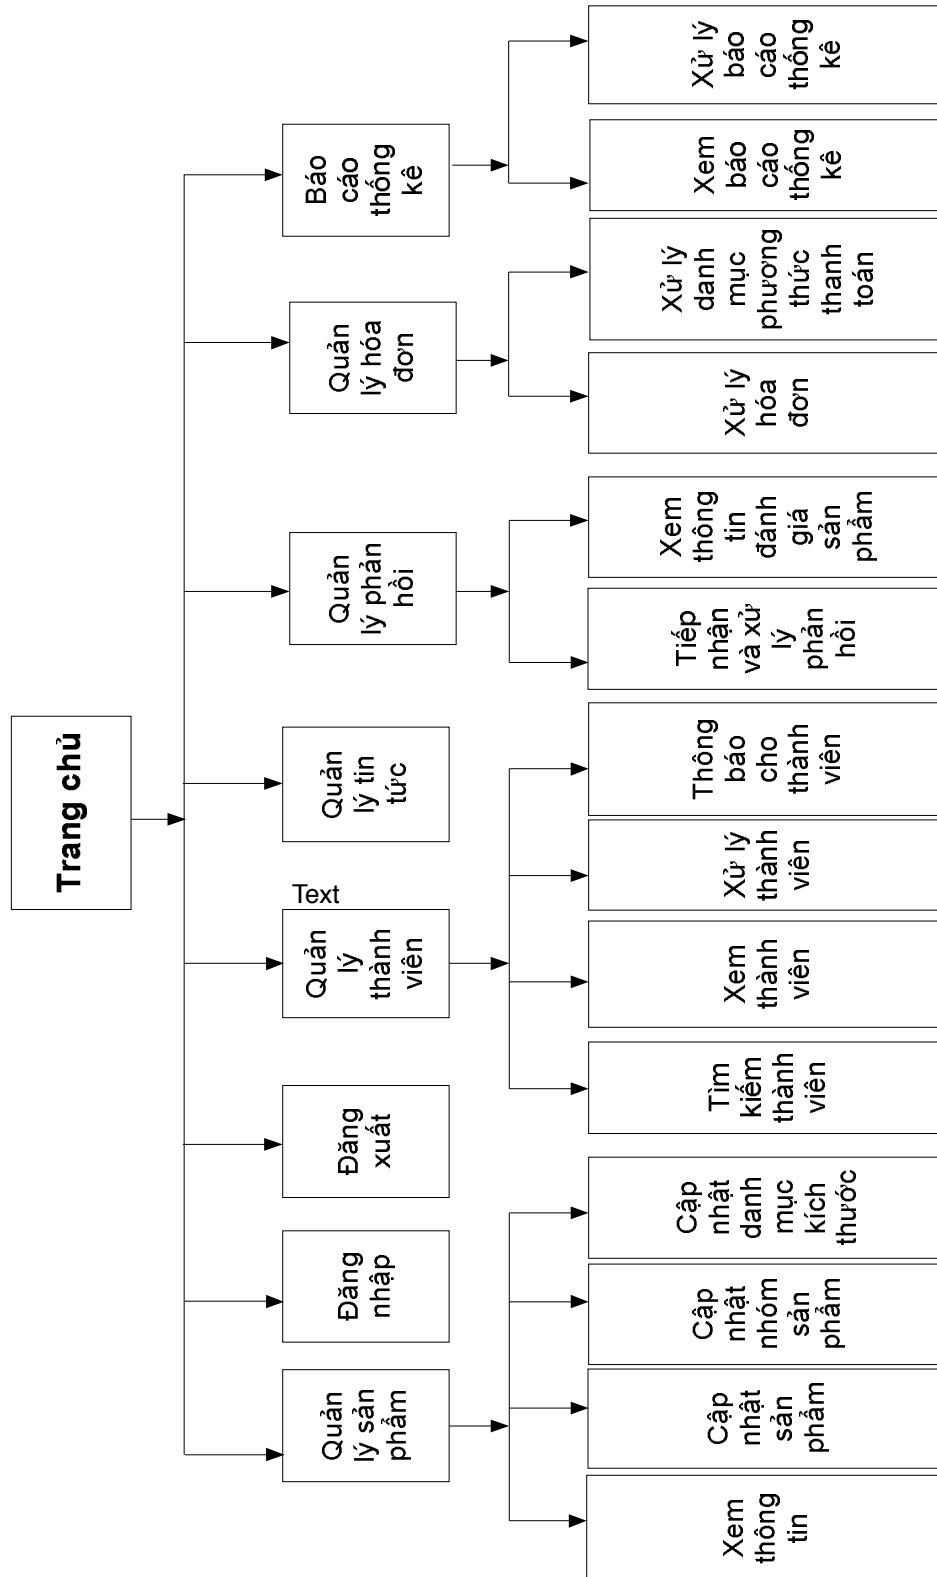 Trang chủ
Quản
lý sản
phẩm
Đăng
nhập
Đăng
xuất
Text
Quản
lý
thành
viên
Quản
lý tin
tức
Quản
lý phản
hồi
Quản
lý hóa
đơn
Báo
cáo
thống
kê
Xem
thông
tin
Cập
nhật
sản
phẩm
Cập
nhật
nhóm
sản
phẩm
Cập
nhật
danh
mục
kích
thước
Tìm
kiếm
thành
viên
Xem
thành
viên
Xử lý
thành
viên
Thông
báo
cho
thành
viên
Tiếp
nhận
và xử
lý
phản
hồi
Xem
thông
tin
đánh
giá
sản
phẩm
Xử lý
hóa
đơn
Xử lý
danh
mục
phương
thức
thanh
toán
Xem
báo
cáo
thống
kê
Xử lý
báo
cáo
thống
kê